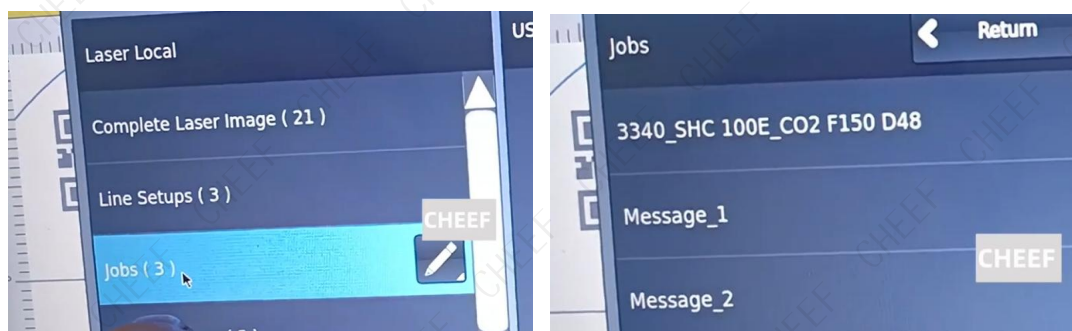 Laser Local
US
Complete Laser Image ( 21 )
Line Setups ( 3 )
CHEEF
Jobs ( 3 )
Jobs
Return
3340_SHC 100E_CO2 F150 D48
Message_1
CHEEF
Message_2